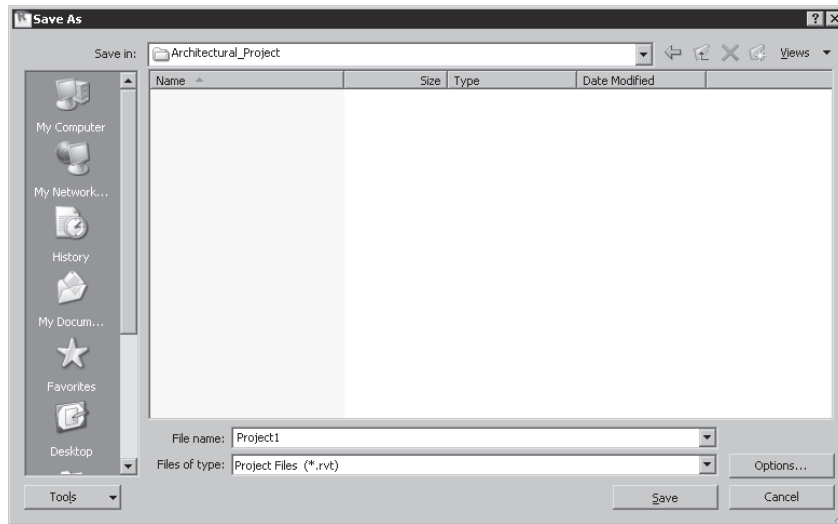 Save As
Save in: Architectural_Project Views
Name Size Type Date Modified
My Computer
My Network...
History
My Docum...
Favorites
Desktop
File name: Project1
Files of type: Project Files (*.rvt) Options...
Tools Save Cancel